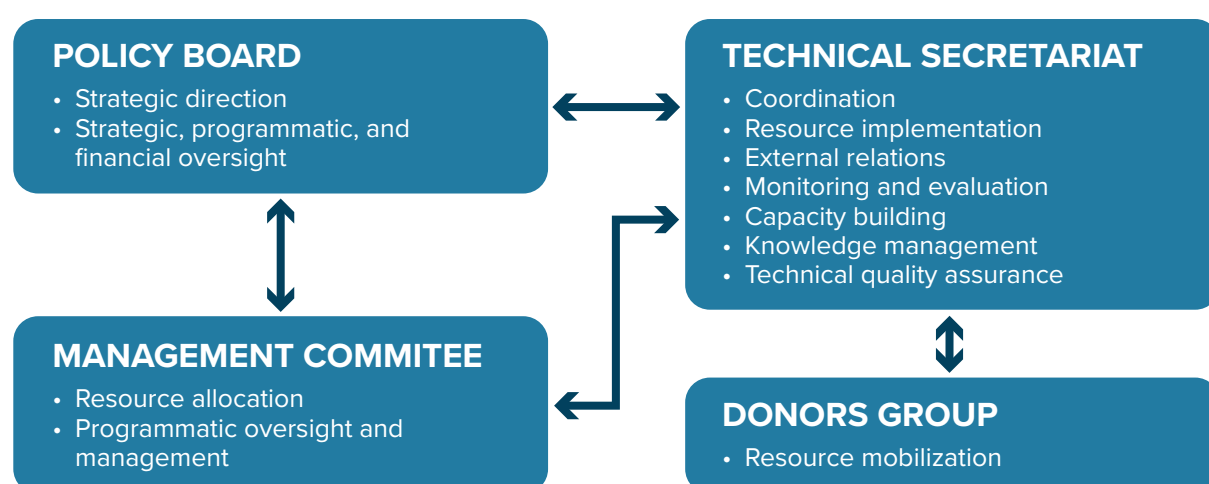 POLICY BOARD
• Strategic direction
• Strategic, programmatic, and
financial oversight
TECHNICAL SECRETARIAT
• Coordination
• Resource implementation
• External relations
• Monitoring and evaluation
• Capacity building
• Knowledge management
• Technical quality assurance
MANAGEMENT COMMITEE
• Resource allocation
• Programmatic oversight and
management
DONORS GROUP
• Resource mobilization